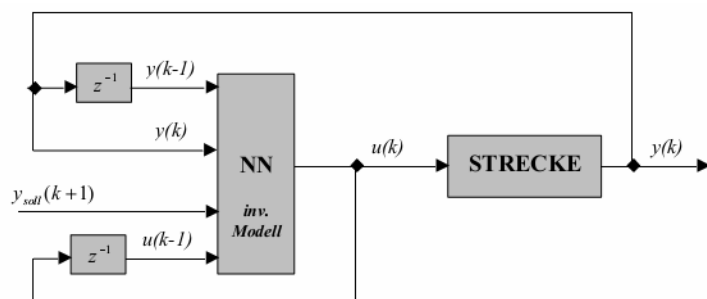 z⁻¹
y(k-1)
y(k)
NN
inv.
Modell
u(k)
STRECKE
y(k)
y_soll(k+1)
z⁻¹
u(k-1)